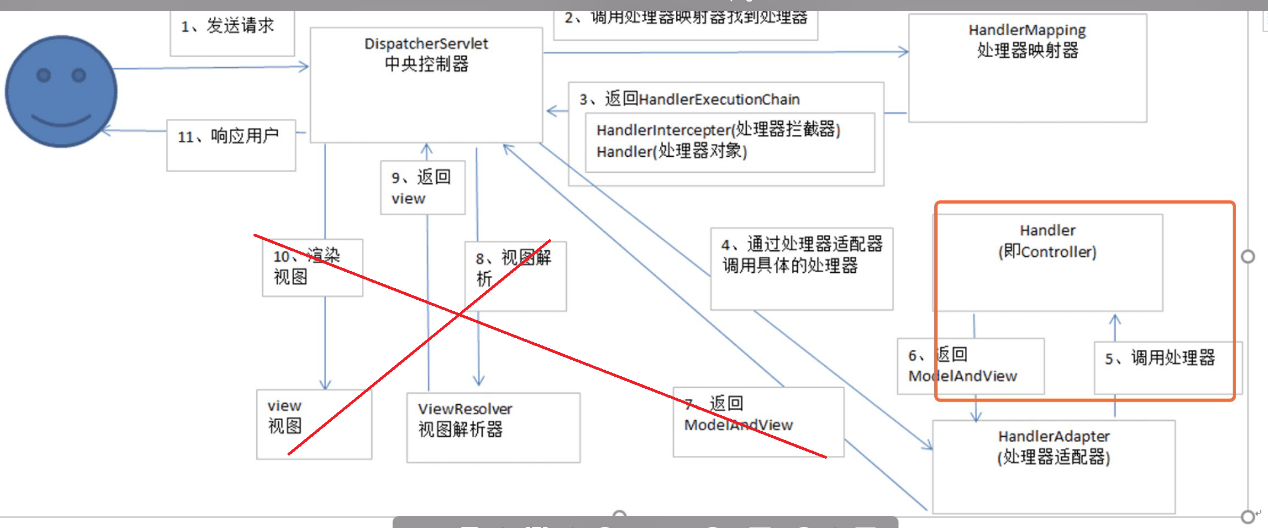 1、发送请求
2、调用处理器映射器找到处理器
DispatcherServlet
中央控制器
HandlerMapping
处理器映射器
3、返回HandlerExecutionChain
HandlerIntercepter(处理器拦截器)
Handler(处理器对象)
11、响应用户
9、返回
view
10、渲染
视图
8、视图解
析
4、通过处理器适配器
调用具体的处理器
Handler
(即Controller)
6、返回
ModelAndView
5、调用处理器
view
视图
ViewResolver
视图解析器
7、返回
ModelAndView
HandlerAdapter
(处理器适配器)